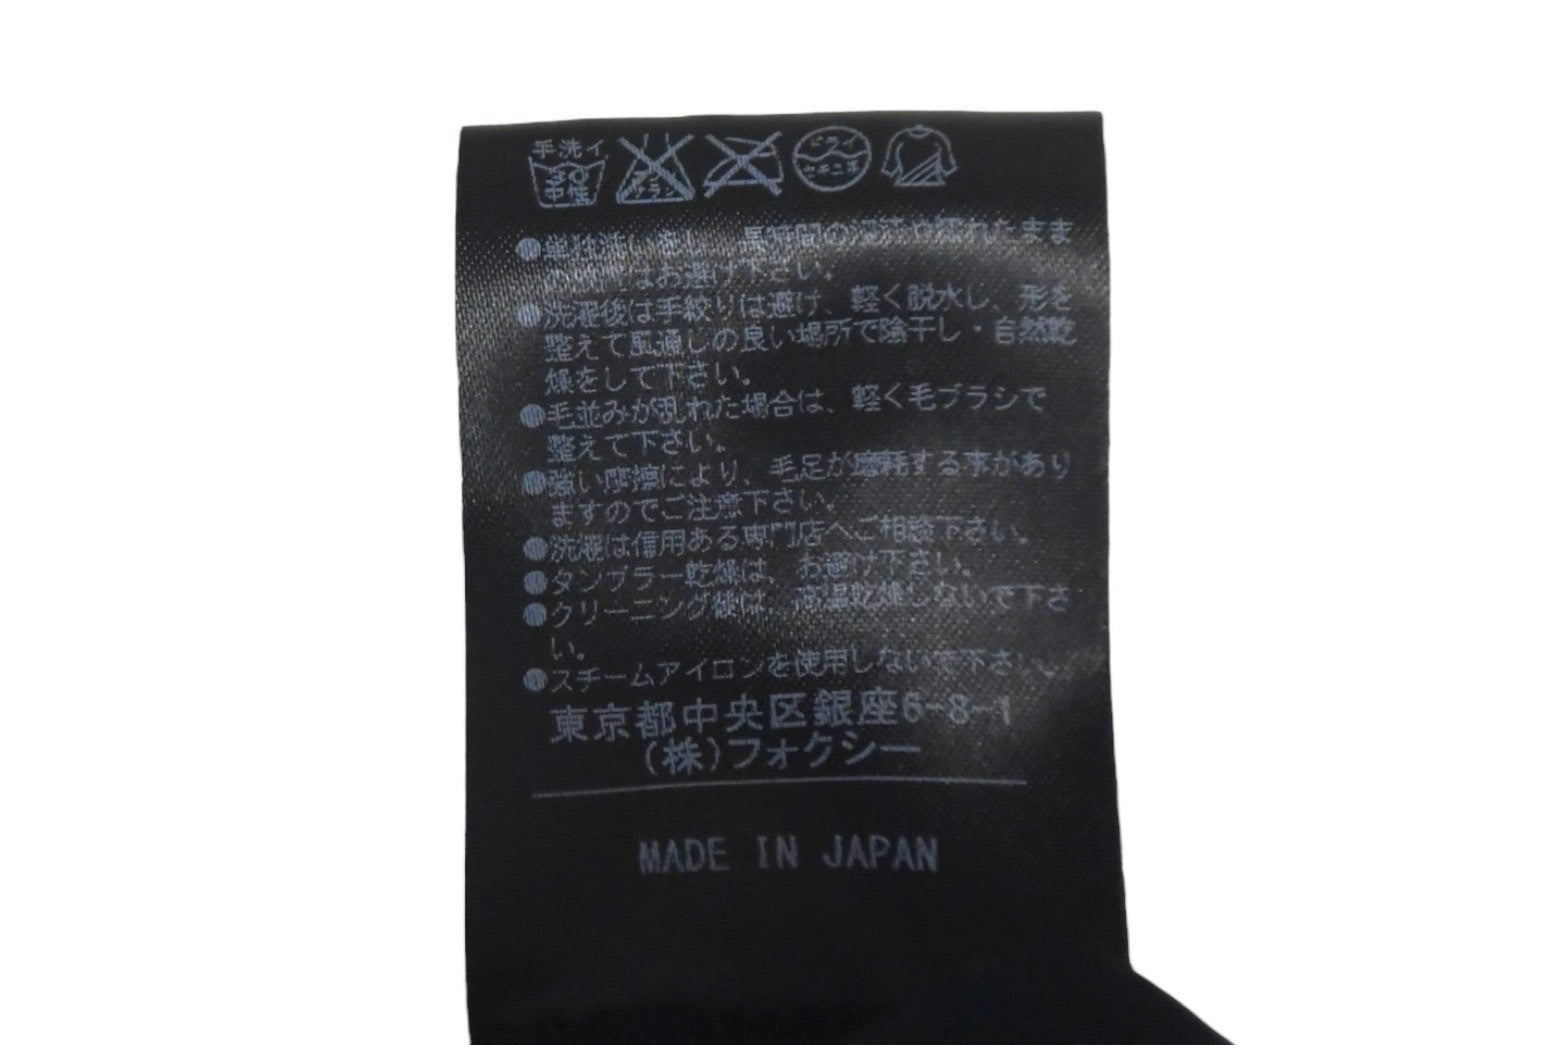 手洗イ
30
中性
エンソ
サラシ
ドライ
セキユ系
単独洗い
長時間の
れたまま
はお避け下さい。
●洗濯後は手絞りは避け、軽く脱水し、形を
整えて風通しの良い場所で陰干し・自然乾
燥をして下さい。
●毛並みが乱れた場合は、軽く毛ブラシで
整えて下さい。
●強い摩擦により、毛足が磨耗する事があり
ますのでご注意下さい。
●洗濯は信用ある専門店へご相談下さい。
●タンブラー乾燥は、お避け下さい。
●クリーニング後は、高温乾燥しないで下さ
い。
●スチームアイロンを使用しないで下さい。
東京都中央区銀座6-8-1
(株)フォクシー
MADE IN JAPAN